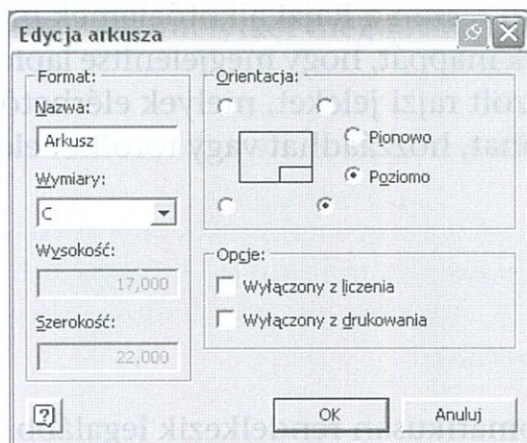 Edycja arkusza
Format:
Nazwa:
Arkusz
Wymiary:
C
Wysokość:
17,000
Szerokość:
22,000
Orientacja:
Pionowo
Poziomo
Opcje:
Wyłączony z liczenia
Wyłączony z drukowania
?
OK
Anuluj